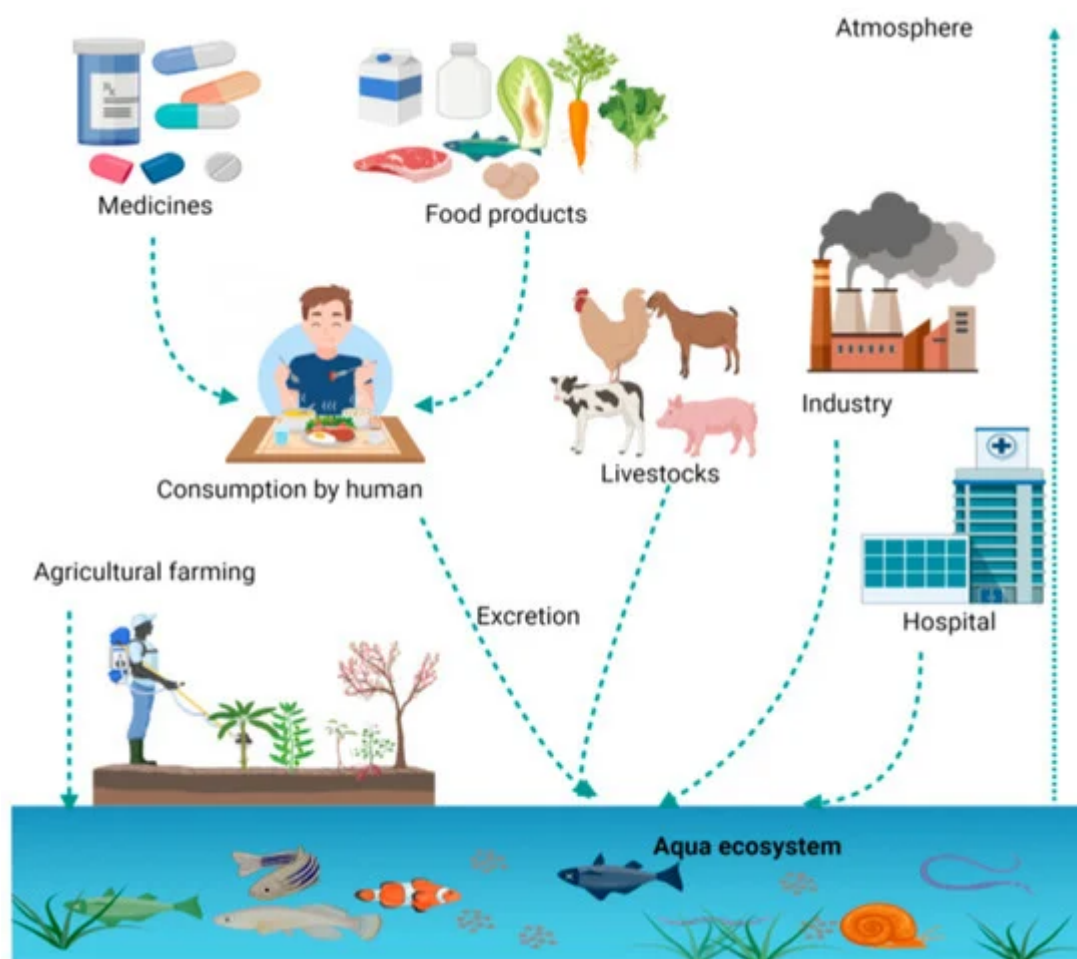 Atmosphere
Medicines
Food products
Industry
Livestocks
Consumption by human
Agricultural farming
Excretion
Hospital
Aqua ecosystem